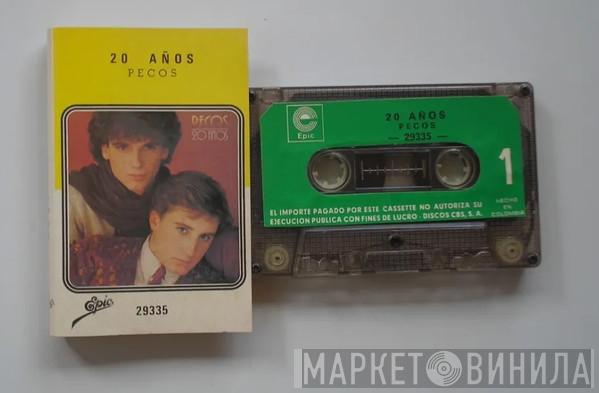 20 AÑOS
PECOS
PECOS
20 AÑOS
Epic
29335
Epic
20 AÑOS
PECOS
— 29335 —
1
HECHO
EN
COLOMBIA
EL IMPORTE PAGADO POR ESTE CASSETTE NO AUTORIZA SU
EJECUCION PUBLICA CON FINES DE LUCRO - DISCOS CBS, S. A.
МАРКЕТ ВИНИЛА